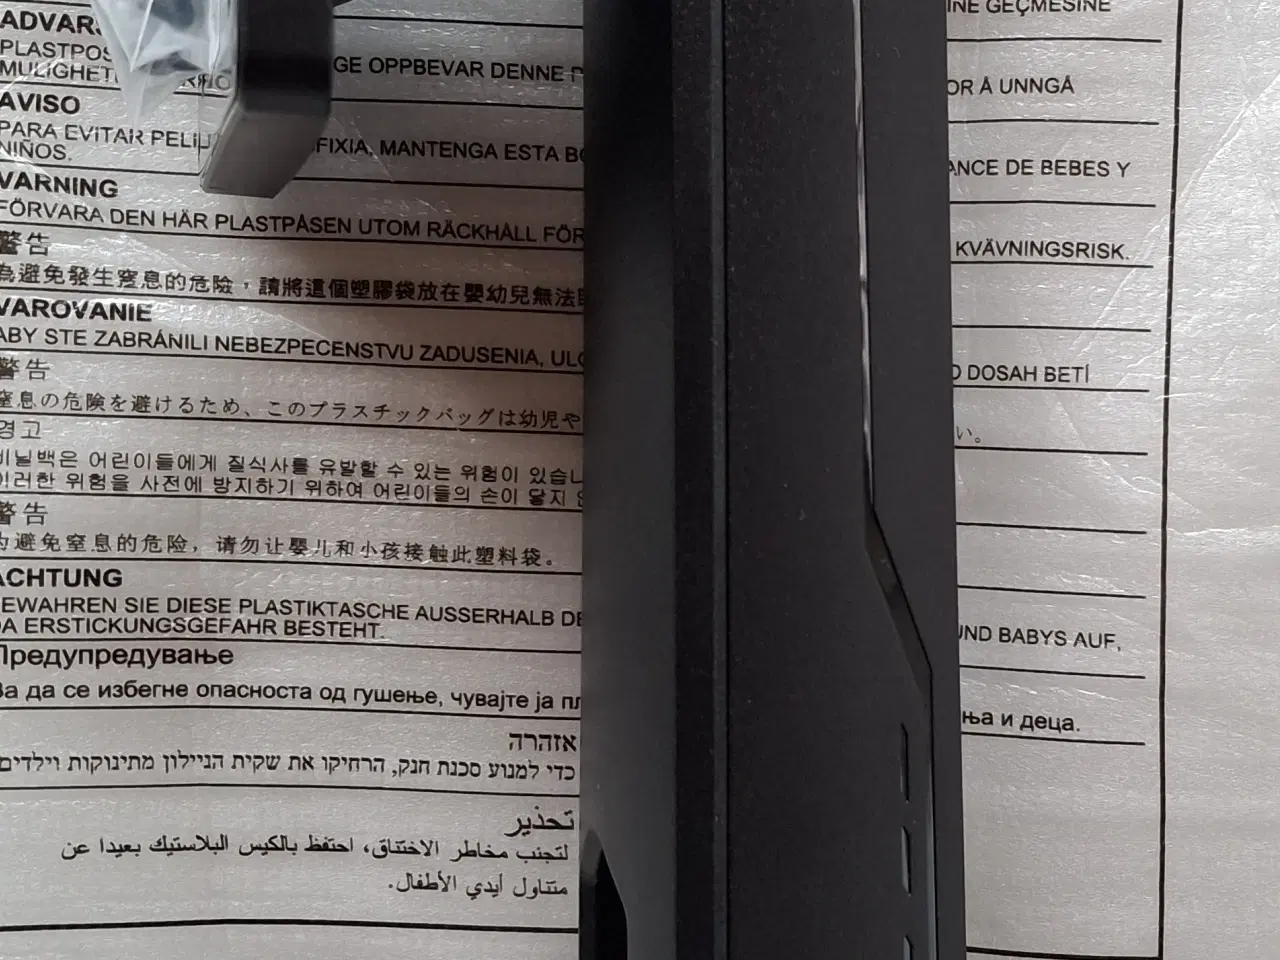 INE GEÇMESİNE
ADVAR
PLASTPOS
MULIGHET GE OPPBEVAR DENNE OR Å UNNGÅ
AVISO
PARA EVITAR PELI FIXIA, MANTENGA ESTA BO ANCE DE BEBES Y
NIÑOS.
VARNING
FÖRVARA DEN HÄR PLASTPÅSEN UTOM RÄCKHÅLL FÖR KVÄVNINGSRISK.
警告
為避免發生窒息的危險，請將這個塑膠袋放在嬰幼兒無法
VAROVANIE
ABY STE ZABRÁNILI NEBEZPECENSTVU ZADUSENIA, ULO O DOSAH BETÍ
警告
窒息の危険を避けるため、このプラスチックバッグは幼児や い。
경고
비닐백은 어린이들에게 질식사를 유발할 수 있는 위험이 있습니
이러한 위험을 사전에 방지하기 위하여 어린이들의 손이 닿지
警告
为避免窒息的危险，请勿让婴儿和小孩接触此塑料袋。
ACHTUNG
EWAHREN SIE DIESE PLASTIKTASCHE AUSSERHALB DE UND BABYS AUF,
DA ERSTICKUNGSGEFAHR BESTEHT.
Предупредување
За да се избегне опасноста од гушење, чувајте ја пл ња и деца.
אזהרה
כדי למנוע סכנת חנק, הרחיקו את שקית הניילון מתינוקות וילדים
تحذير
لتجنب مخاطر الاختناق، احتفظ بالكيس البلاستيك بعيدا عن
متناول أيدي الأطفال.